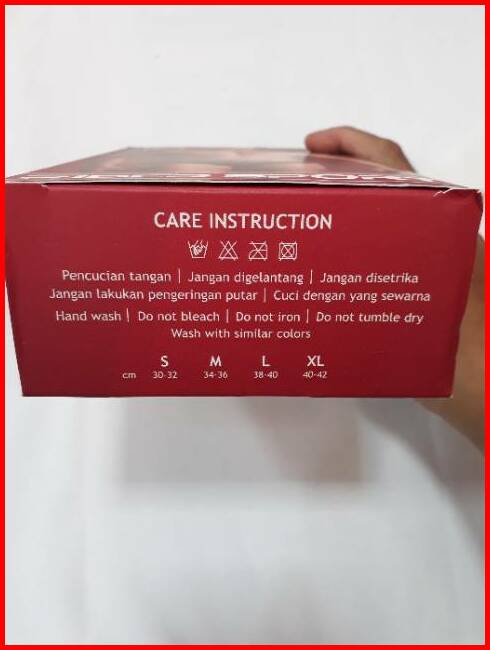 CARE INSTRUCTION
Pencucian tangan | Jangan digelantang | Jangan disetrika
Jangan lakukan pengeringan putar | Cuci dengan yang sewarna
Hand wash | Do not bleach | Do not iron | Do not tumble dry
Wash with similar colors
S M L XL
cm 30-32 34-36 38-40 40-42